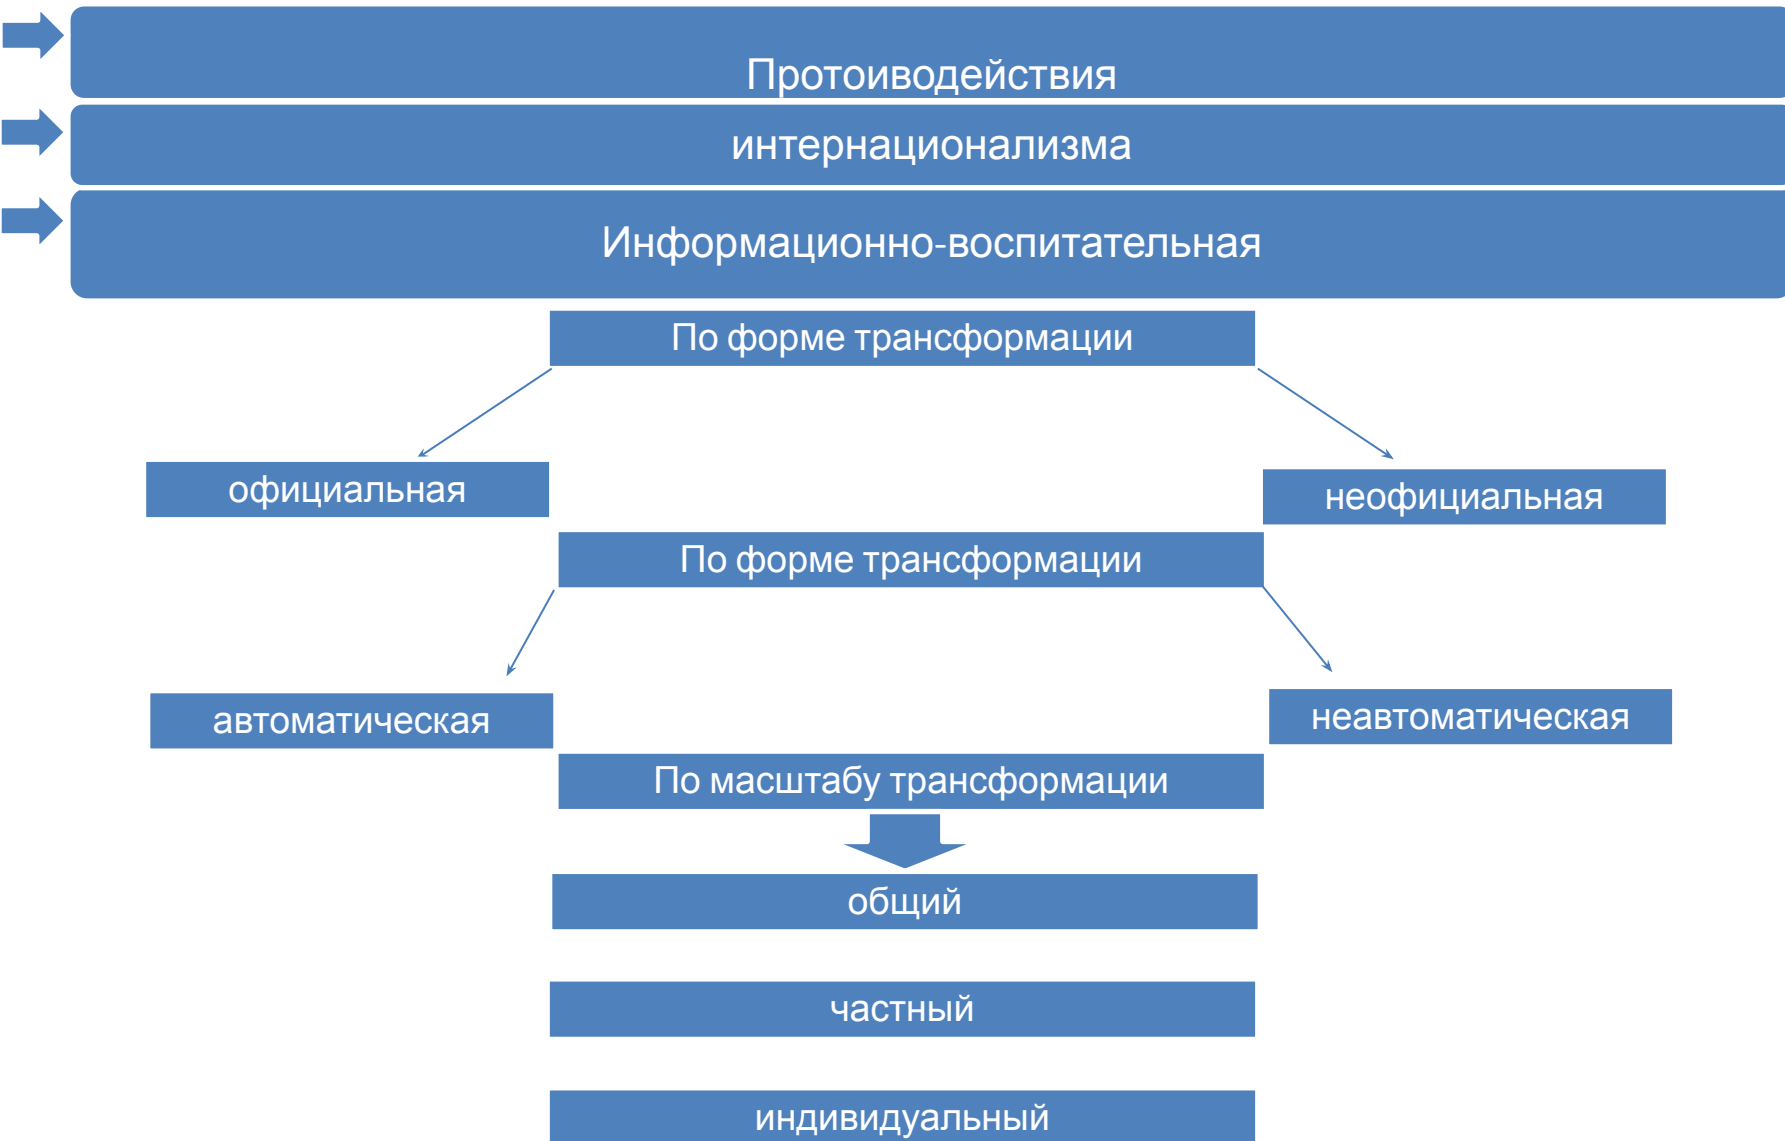 Протоиводействия
интернационализма
Информационно-воспитательная
По форме трансформации
официальная
неофициальная
По форме трансформации
автоматическая
неавтоматическая
По масштабу трансформации
общий
частный
индивидуальный